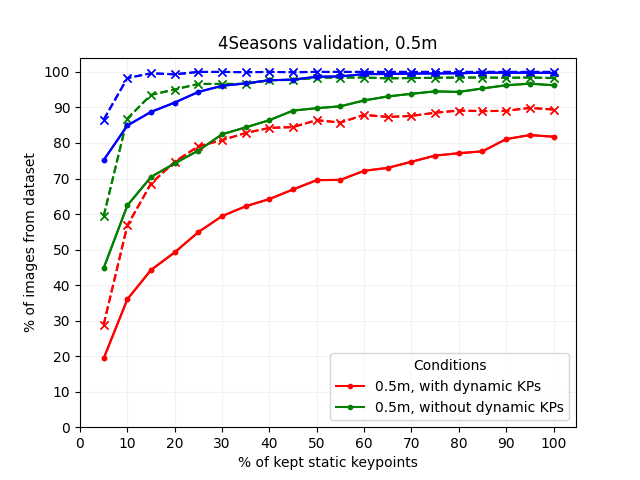 4Seasons validation, 0.5m
% of images from dataset
100
90
80
70
60
50
40
30
20
10
0
Conditions
0.5m, with dynamic KPs
0.5m, without dynamic KPs
0 10 20 30 40 50 60 70 80 90 100
% of kept static keypoints